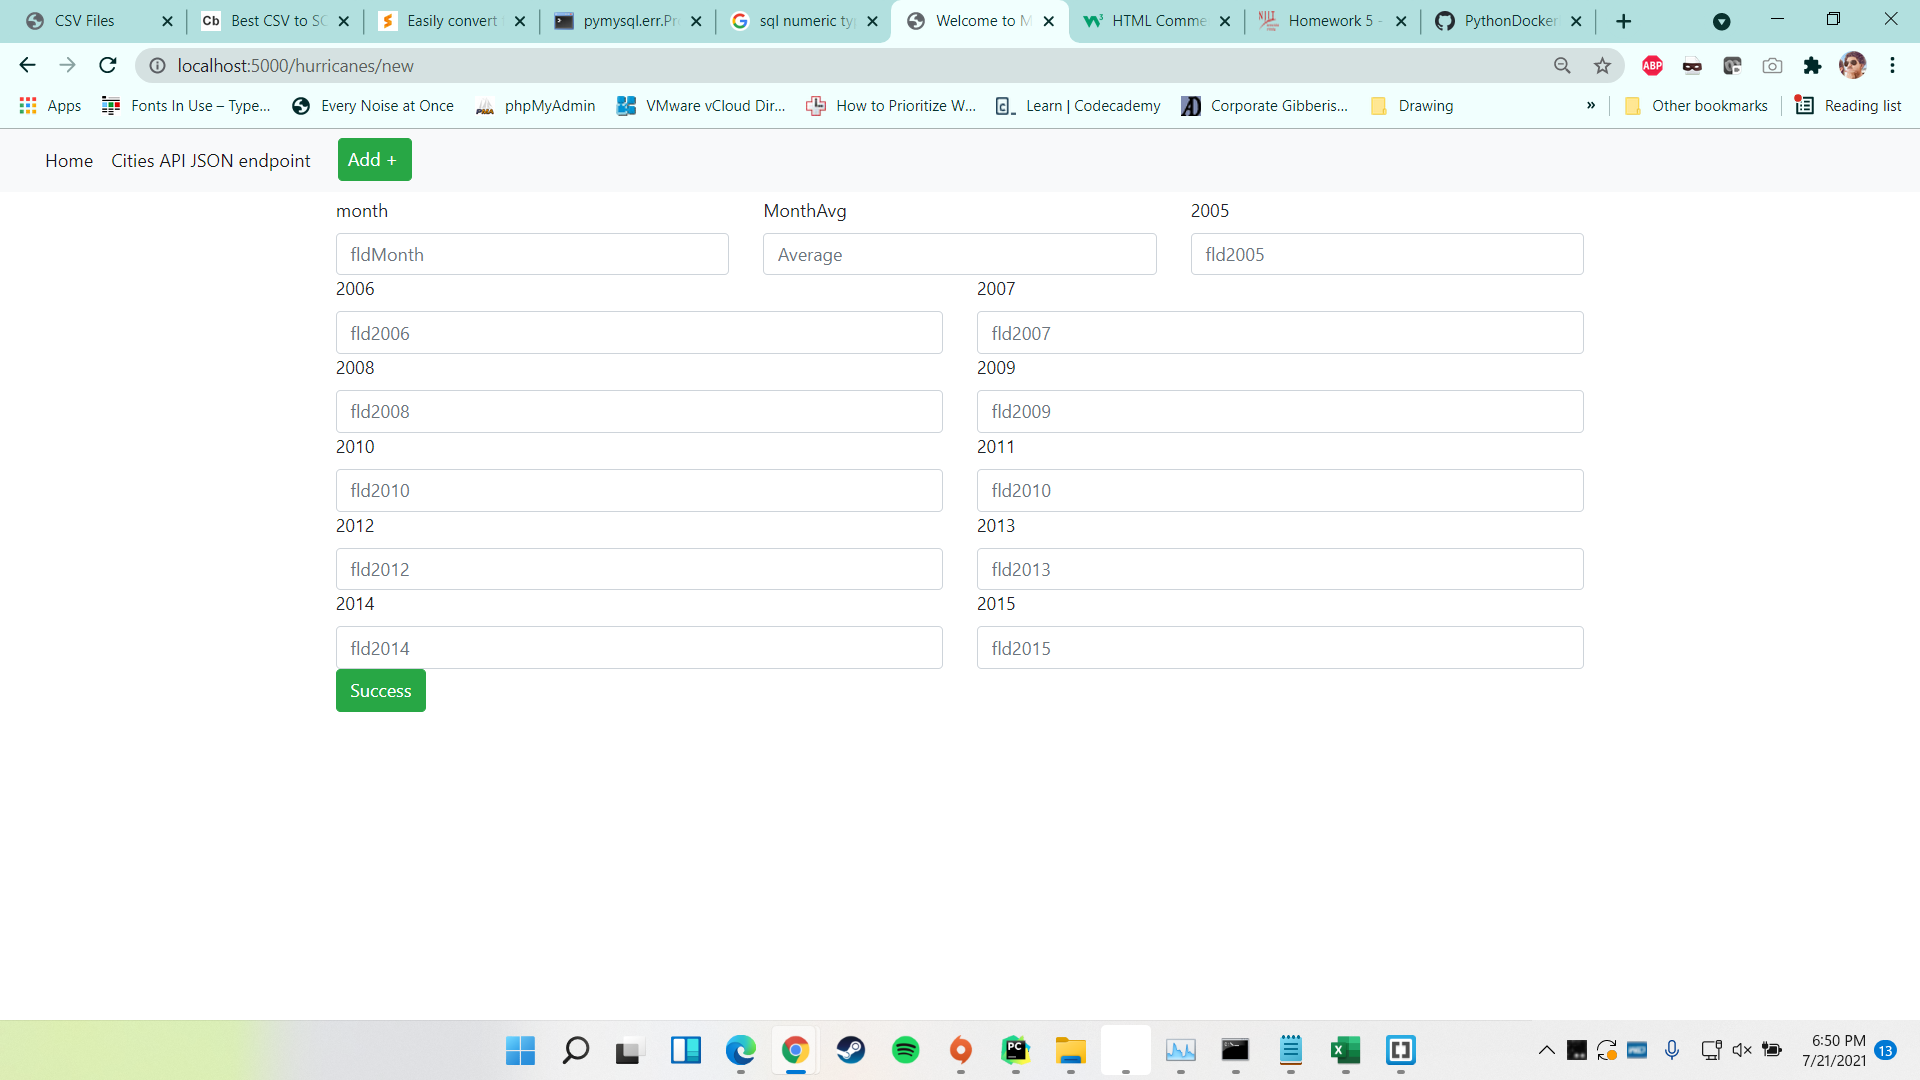 CSV Files
Cb Best CSV to SC
Easily convert
pymysql.err.Pr
sql numeric ty
Welcome to M
HTML Comme
Homework 5 -
PythonDocker
localhost:5000/hurricanes/new
ABP
Apps
Fonts In Use – Type...
Every Noise at Once
phpMyAdmin
VMware vCloud Dir...
How to Prioritize W...
Learn | Codecademy
Corporate Gibberis...
Drawing
»
Other bookmarks
Reading list
Home Cities API JSON endpoint Add +
month MonthAvg 2005
fldMonth Average fld2005
2006 2007
fld2006 fld2007
2008 2009
fld2008 fld2009
2010 2011
fld2010 fld2010
2012 2013
fld2012 fld2013
2014 2015
fld2014 fld2015
Success
PC
6:50 PM
7/21/2021
13